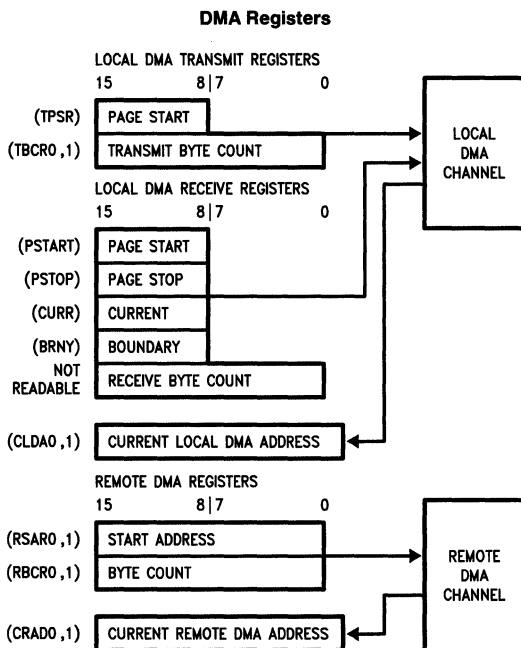 DMA Registers
LOCAL DMA TRANSMIT REGISTERS
15 8|7 0
(TPSR) PAGE START
(TBCR0,1) TRANSMIT BYTE COUNT
LOCAL DMA CHANNEL
LOCAL DMA RECEIVE REGISTERS
15 8|7 0
(PSTART) PAGE START
(PSTOP) PAGE STOP
(CURR) CURRENT
(BRNY) BOUNDARY
NOT READABLE RECEIVE BYTE COUNT
(CLDA0,1) CURRENT LOCAL DMA ADDRESS
REMOTE DMA REGISTERS
15 8|7 0
(RSAR0,1) START ADDRESS
(RBCR0,1) BYTE COUNT
REMOTE DMA CHANNEL
(CRAD0,1) CURRENT REMOTE DMA ADDRESS